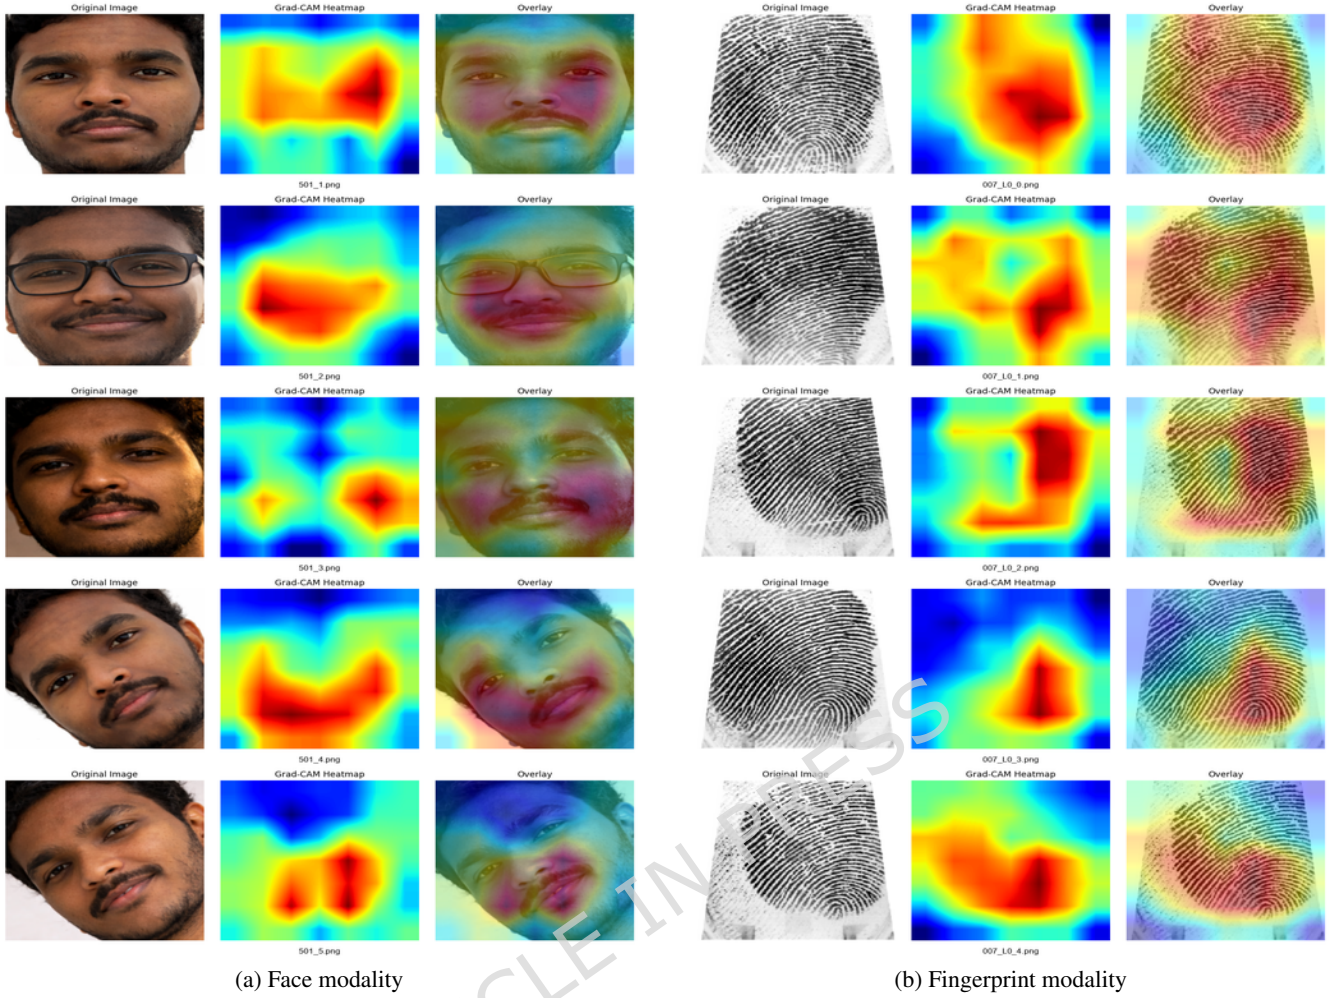 Original Image Grad-CAM Heatmap Overlay Original Image Grad-CAM Heatmap Overlay
501_1.png 007_L0_0.png
Original Image Grad-CAM Heatmap Overlay Original Image Grad-CAM Heatmap Overlay
501_2.png 007_L0_1.png
Original Image Grad-CAM Heatmap Overlay Original Image Grad-CAM Heatmap Overlay
501_3.png 007_L0_2.png
Original Image Grad-CAM Heatmap Overlay Original Image Grad-CAM Heatmap Overlay
501_4.png 007_L0_3.png
Original Image Grad-CAM Heatmap Overlay Original Image Grad-CAM Heatmap Overlay
501_5.png 007_L0_4.png
(a) Face modality (b) Fingerprint modality
CLE IN PRESS